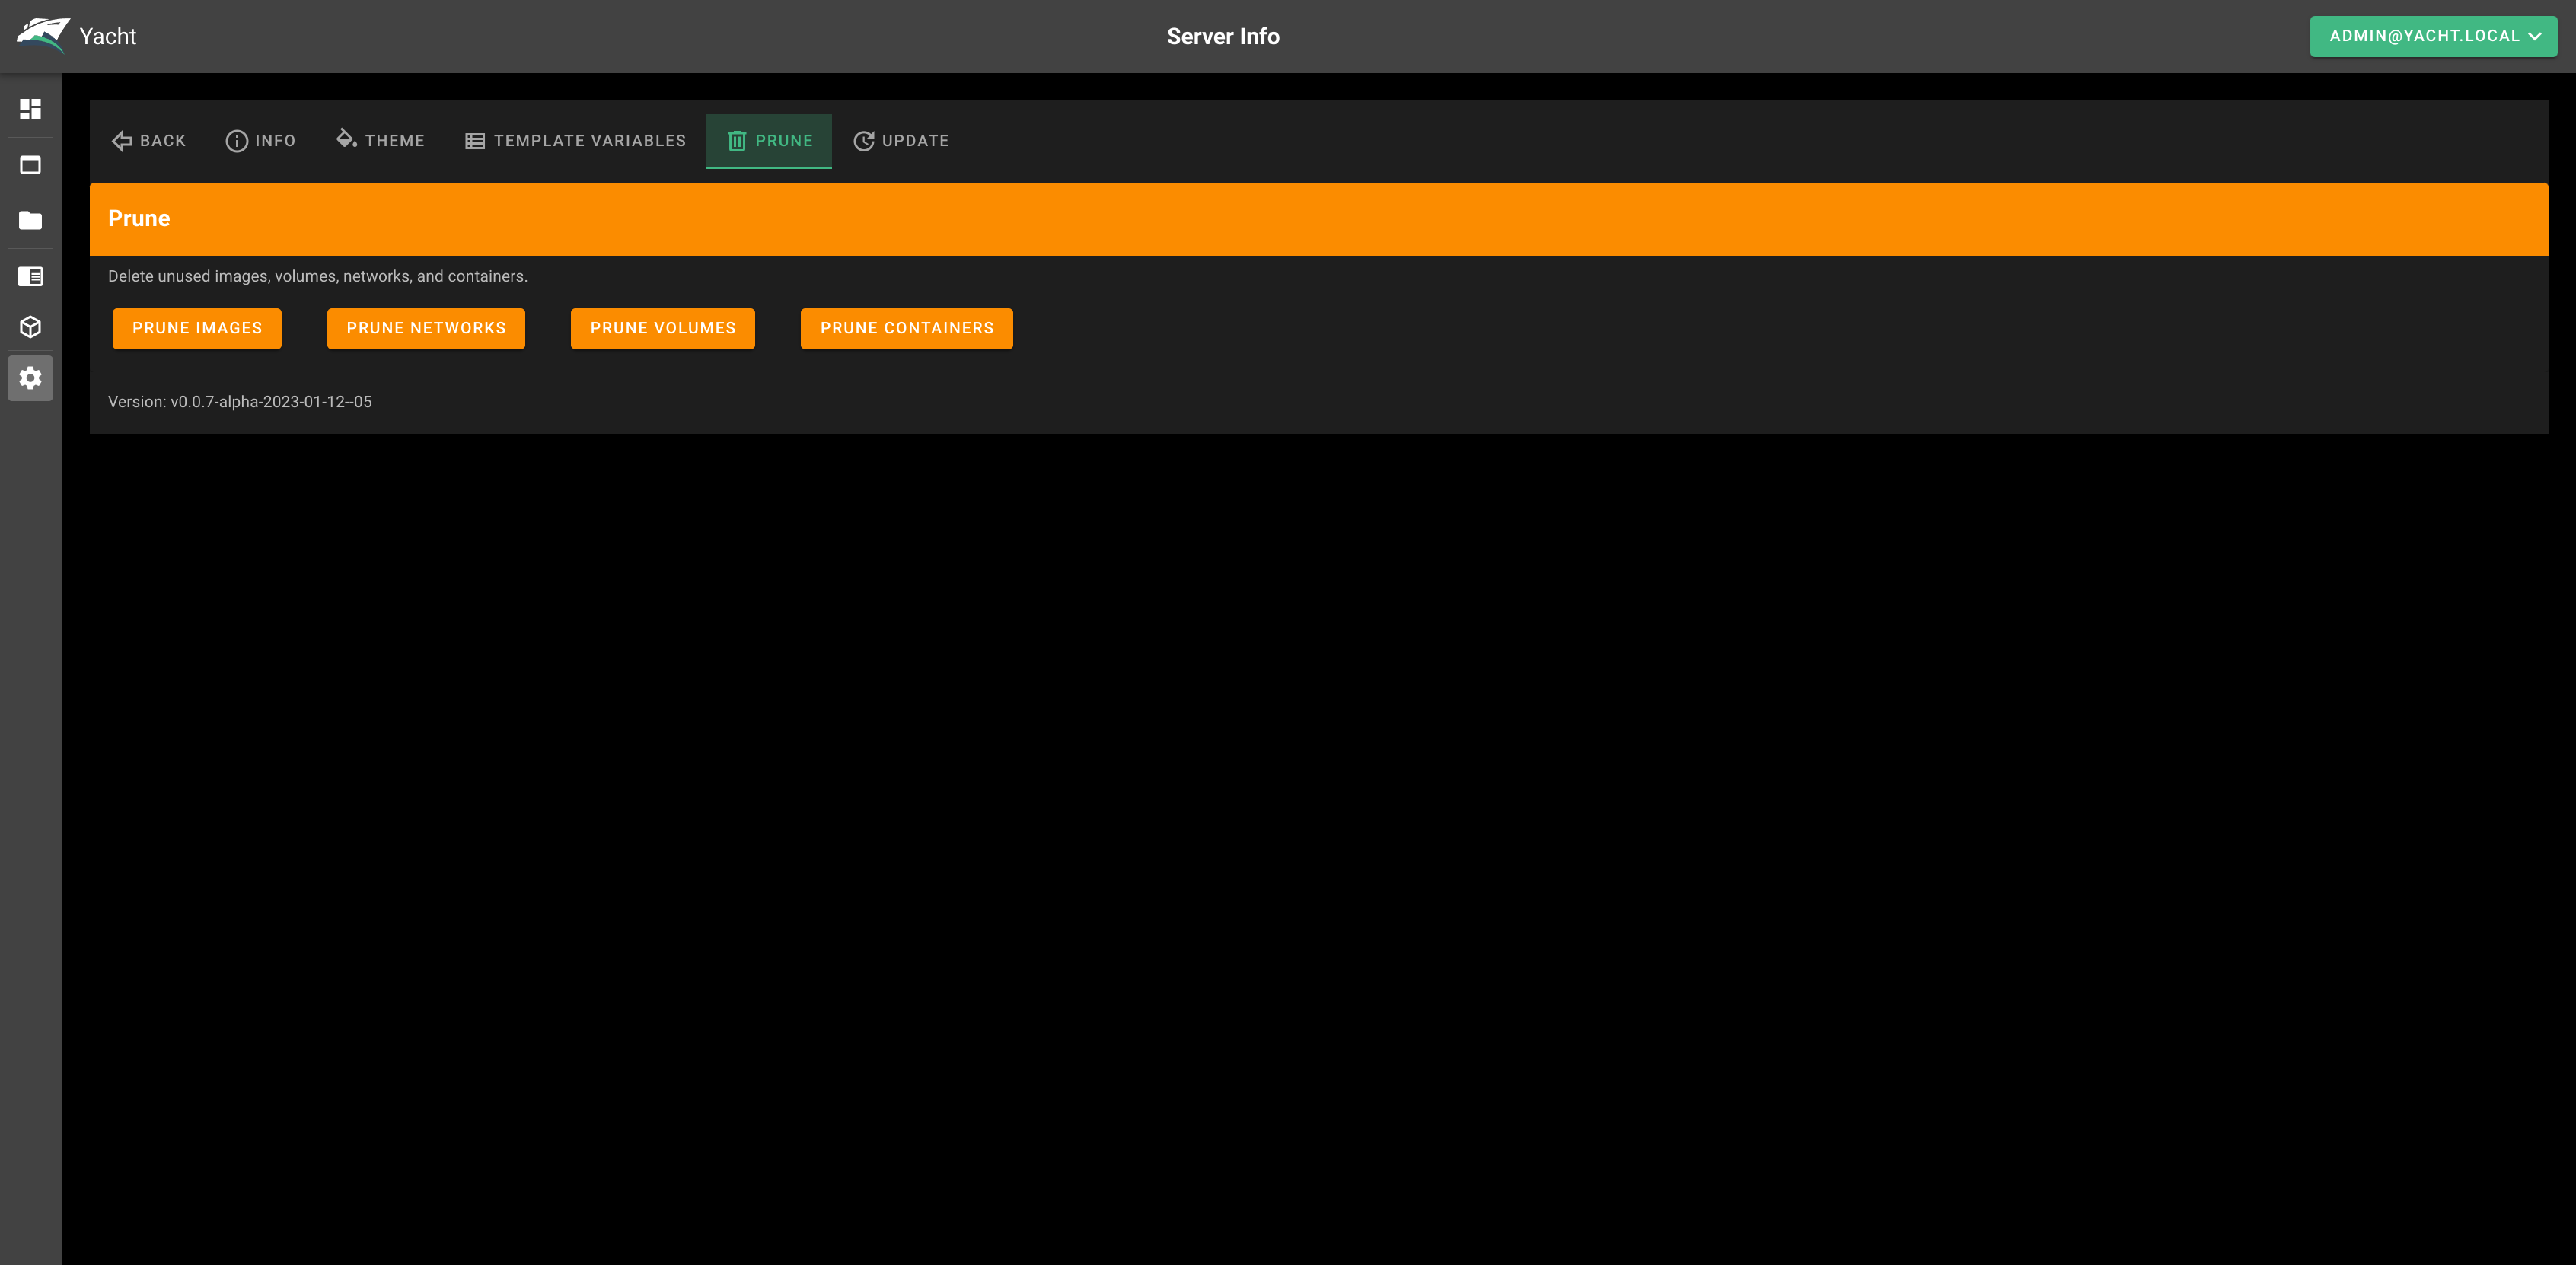 Yacht
Server Info
ADMIN@YACHT.LOCAL
BACK
INFO
THEME
TEMPLATE VARIABLES
PRUNE
UPDATE
Prune
Delete unused images, volumes, networks, and containers.
PRUNE IMAGES
PRUNE NETWORKS
PRUNE VOLUMES
PRUNE CONTAINERS
Version: v0.0.7-alpha-2023-01-12--05